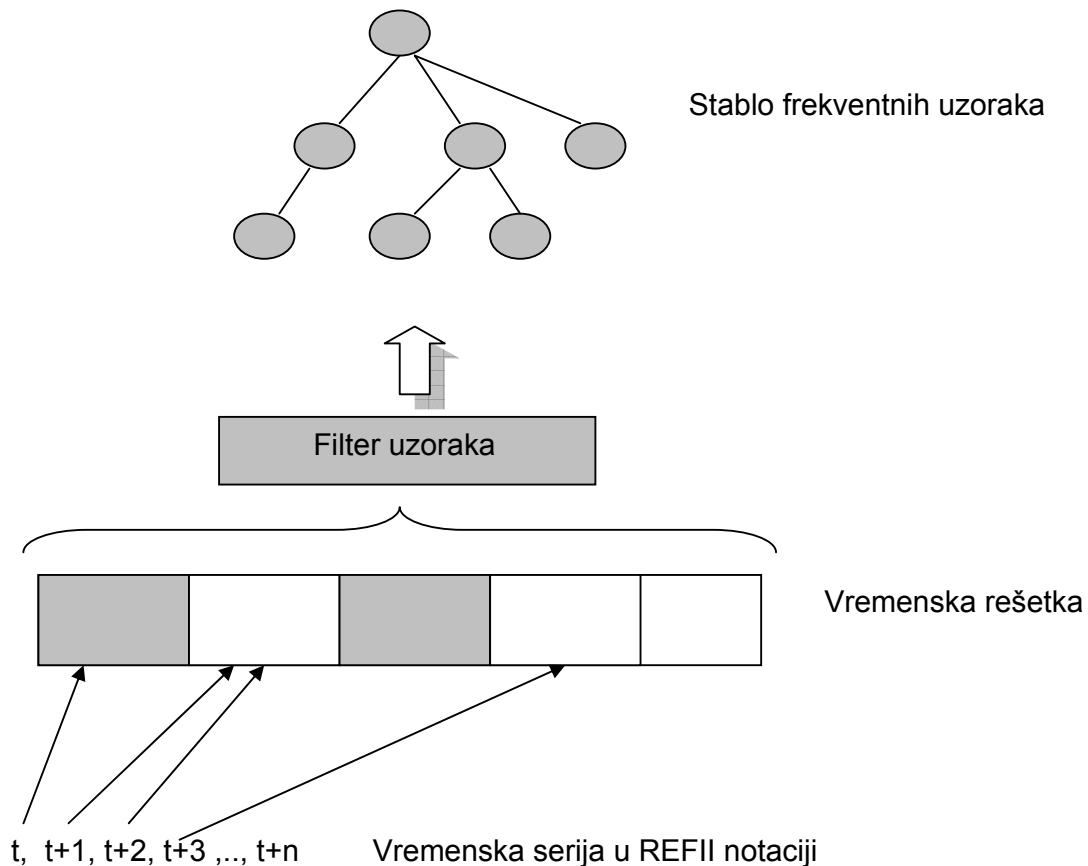 Stablo frekventnih uzoraka
Filter uzoraka
Vremenska rešetka
t, t+1, t+2, t+3 ,.., t+n
Vremenska serija u REFII notaciji